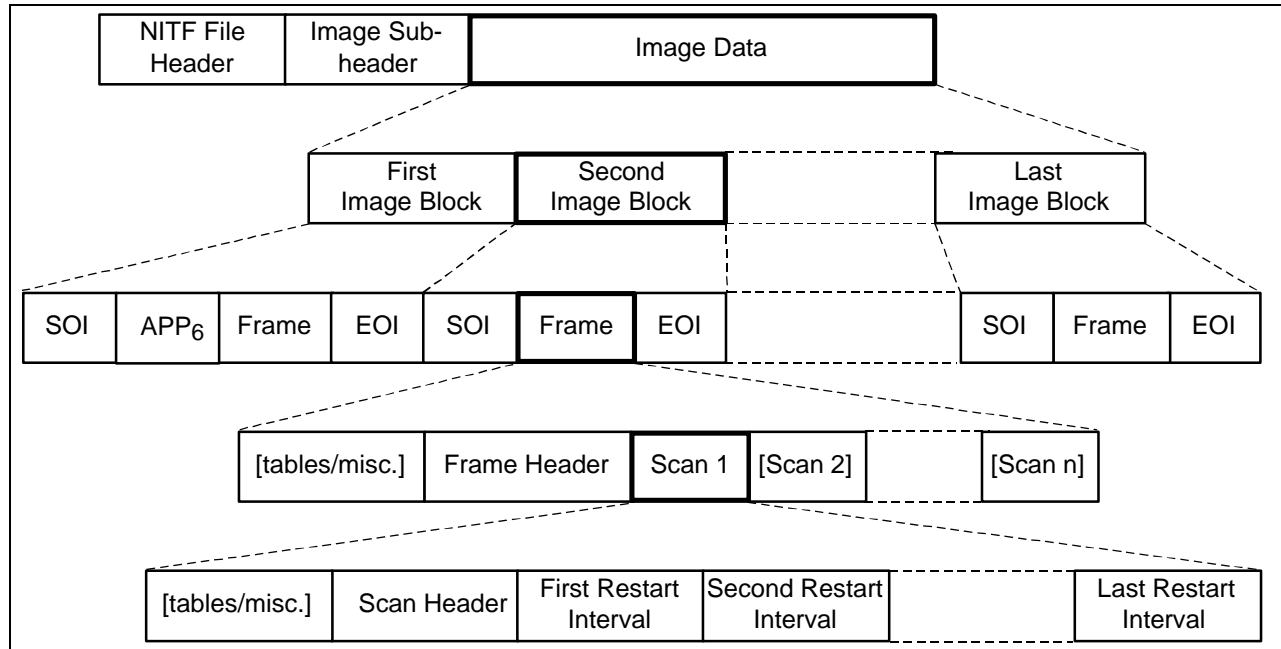 NITF File Header
Image Sub-header
Image Data
First Image Block
Second Image Block
Last Image Block
SOI APP6 Frame EOI SOI Frame EOI SOI Frame EOI
[tables/misc.] Frame Header Scan 1 [Scan 2] [Scan n]
[tables/misc.] Scan Header First Restart Interval Second Restart Interval Last Restart Interval